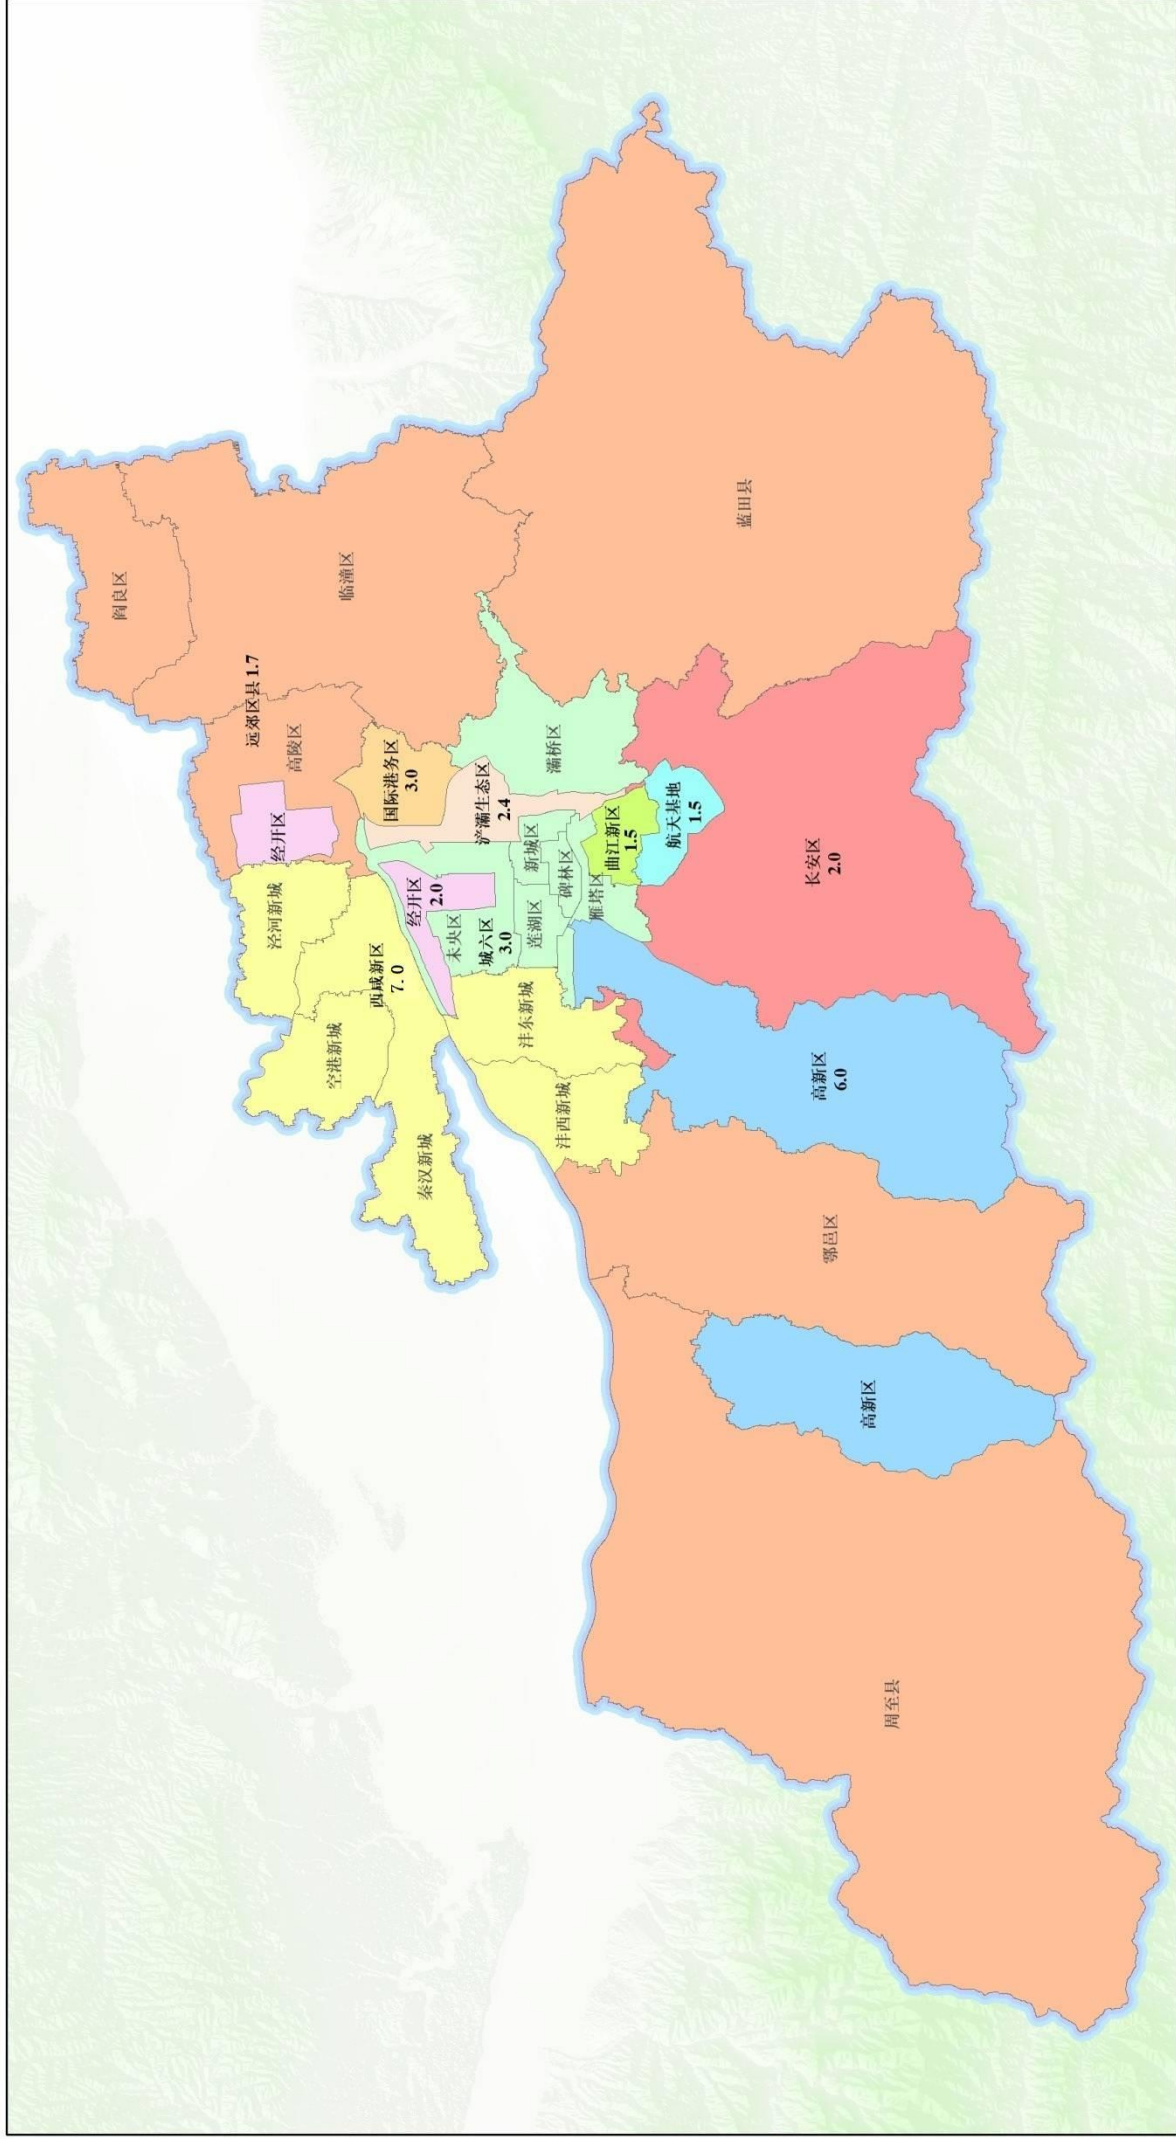 阎良区
临潼区
远郊区县 1.7
高陵区
经开区
泾河新城
国际港务区
3.0
西咸新区
7. 0
空港新城
秦汉新城
经开区
2.0
未央区
城六区
3.0
浐灞生态区
2.4
灞桥区
新城区
莲湖区
碑林区
雁塔区
沣东新城
沣西新城
曲江新区
1.5
航天基地
1.5
蓝田县
长安区
2.0
高新区
6.0
鄠邑区
高新区
周至县